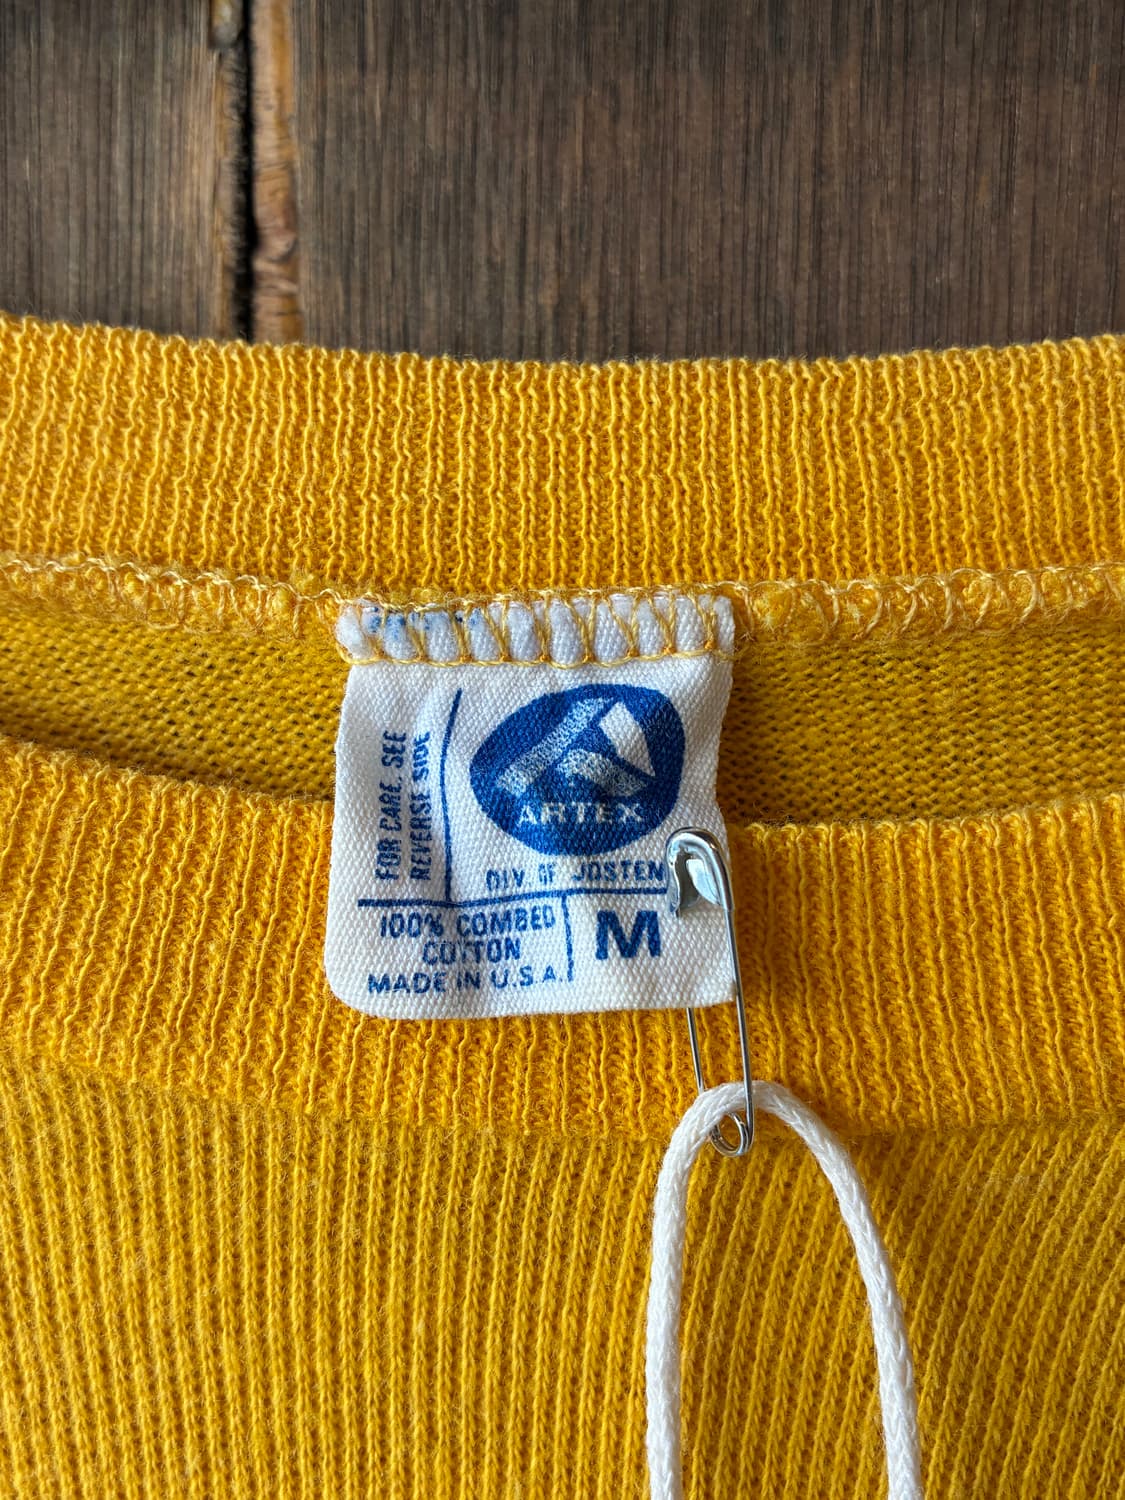 FOR CARE, SEE
REVERSE SIDE
ARTEX
DIV. OF JOSTEN
100% COMBED
COTTON
MADE IN U.S.A.
M